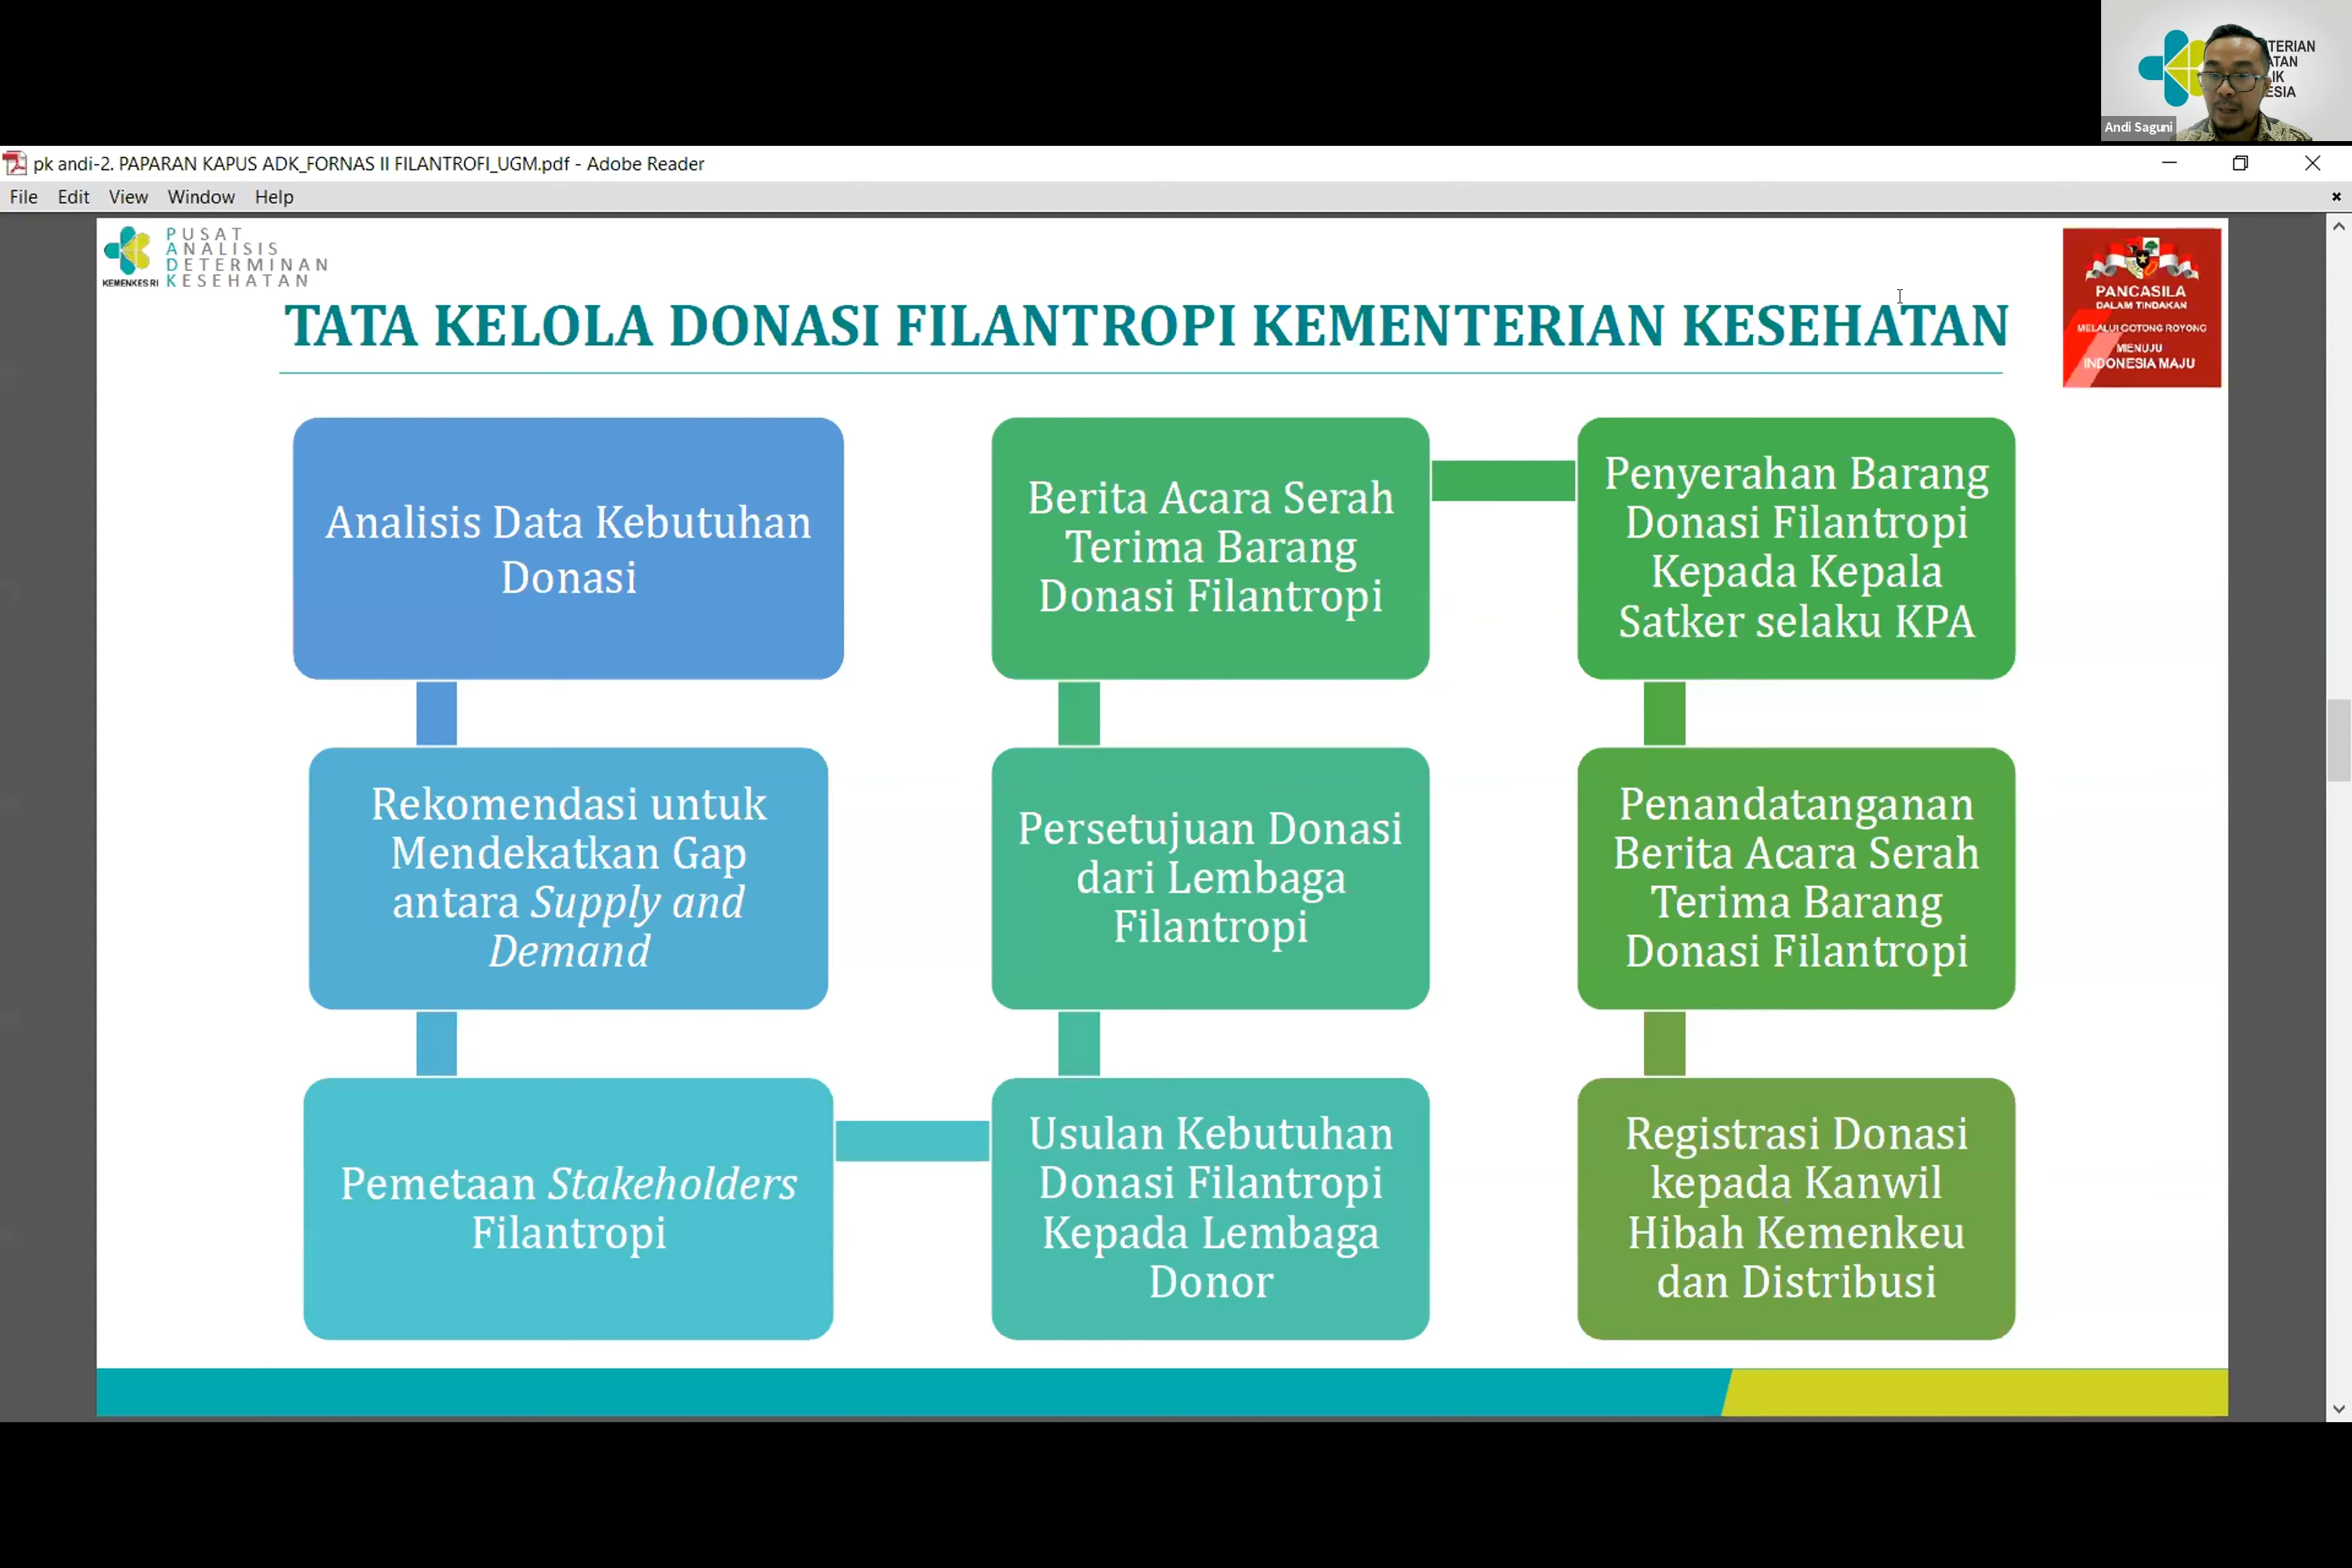 TERIAN
ATAN
IK
ESIA
Andi Saguni
pk andi-2. PAPARAN KAPUS ADK_FORNAS II FILANTROFI_UGM.pdf - Adobe Reader
File Edit View Window Help
PUSAT
ANALISIS
DETERMINAN
KESEHATAN
KEMENKES RI
PANCASILA
DALAM TINDAKAN
MELALUI GOTONG ROYONG
MENUJU
INDONESIA MAJU
TATA KELOLA DONASI FILANTROPI KEMENTERIAN KESEHATAN
Analisis Data Kebutuhan
Donasi
Rekomendasi untuk
Mendekatkan Gap
antara Supply and
Demand
Pemetaan Stakeholders
Filantropi
Usulan Kebutuhan
Donasi Filantropi
Kepada Lembaga
Donor
Persetujuan Donasi
dari Lembaga
Filantropi
Berita Acara Serah
Terima Barang
Donasi Filantropi
Penyerahan Barang
Donasi Filantropi
Kepada Kepala
Satker selaku KPA
Penandatanganan
Berita Acara Serah
Terima Barang
Donasi Filantropi
Registrasi Donasi
kepada Kanwil
Hibah Kemenkeu
dan Distribusi